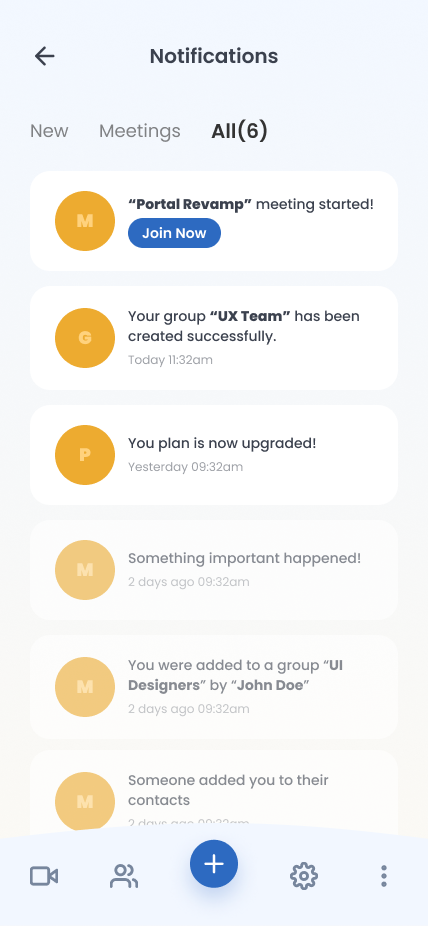 Notifications
New Meetings All(6)
M
“Portal Revamp” meeting started!
Join Now
G
Your group “UX Team” has been
created successfully.
Today 11:32am
P
You plan is now upgraded!
Yesterday 09:32am
M
Something important happened!
2 days ago 09:32am
M
You were added to a group “UI
Designers” by “John Doe”
2 days ago 09:32am
M
Someone added you to their
contacts
2 days ago 09:32am